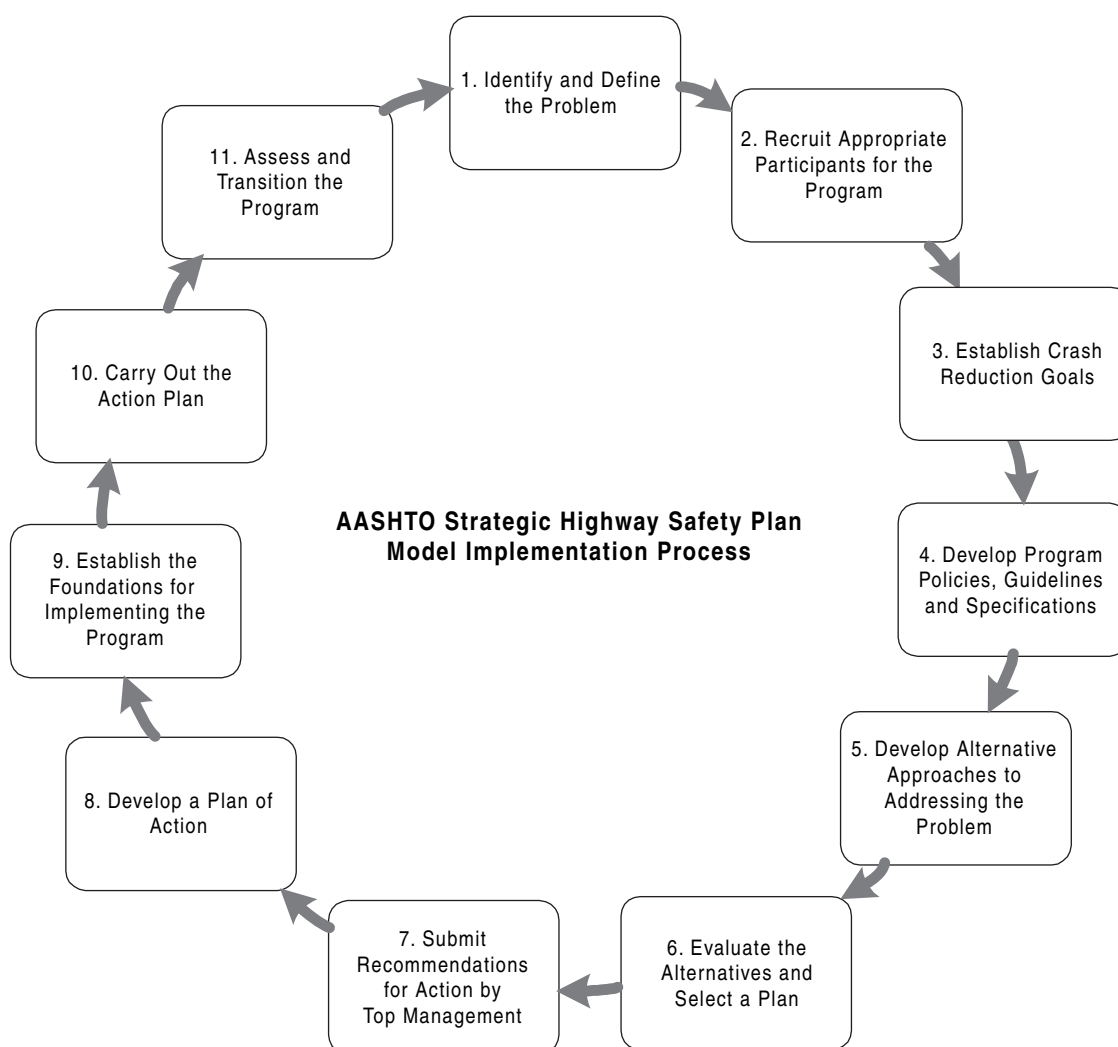 1. Identify and Define
the Problem
2. Recruit Appropriate
Participants for the
Program
3. Establish Crash
Reduction Goals
4. Develop Program
Policies, Guidelines
and Specifications
5. Develop Alternative
Approaches to
Addressing the
Problem
6. Evaluate the
Alternatives and
Select a Plan
7. Submit
Recommendations
for Action by
Top Management
8. Develop a Plan of
Action
9. Establish the
Foundations for
Implementing the
Program
10. Carry Out the
Action Plan
11. Assess and
Transition the
Program
AASHTO Strategic Highway Safety Plan
Model Implementation Process